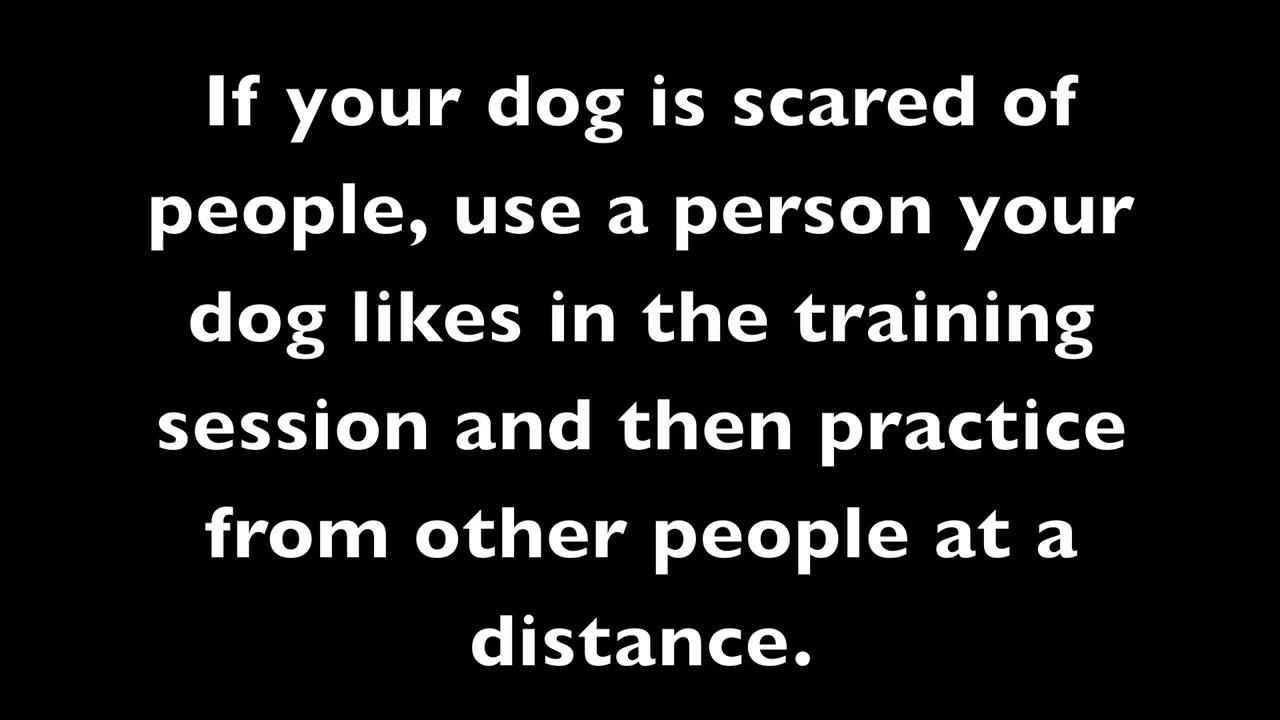 If your dog is scared of
people, use a person your
dog likes in the training
session and then practice
from other people at a
distance.